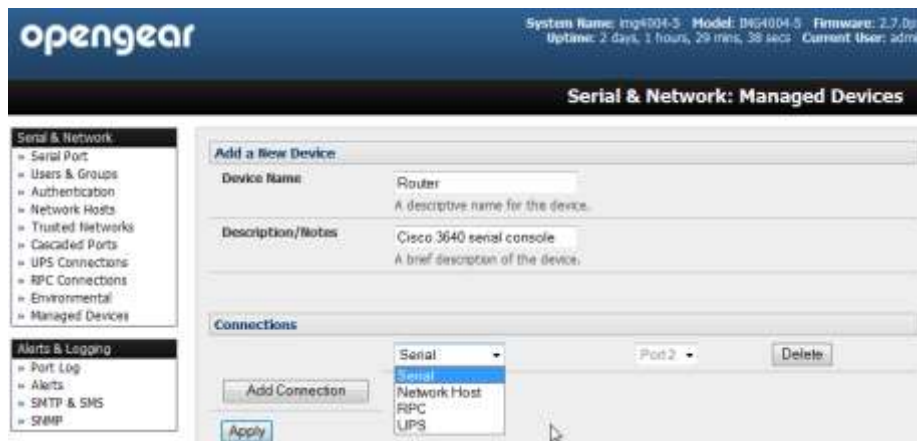 opengear
System Name: img4004-5 Model: IMG4004-5 Firmware: 2.7.0
Uptime: 2 days, 1 hours, 29 mins, 38 secs Current User:
Serial & Network: Managed Devices
Serial & Network
» Serial Port
» Users & Groups
» Authentication
» Network Hosts
» Trusted Networks
» Cascaded Ports
» UPS Connections
» RPC Connections
» Environmental
» Managed Devices
Alerts & Logging
» Port Log
» Alerts
» SMTP & SMS
» SNMP
Add a New Device
Device Name
Router
A descriptive name for the device.
Description/Notes
Cisco 3640 serial console
A brief description of the device.
Connections
Serial
Port 2
Delete
Serial
Network Host
RPC
UPS
Add Connection
Apply